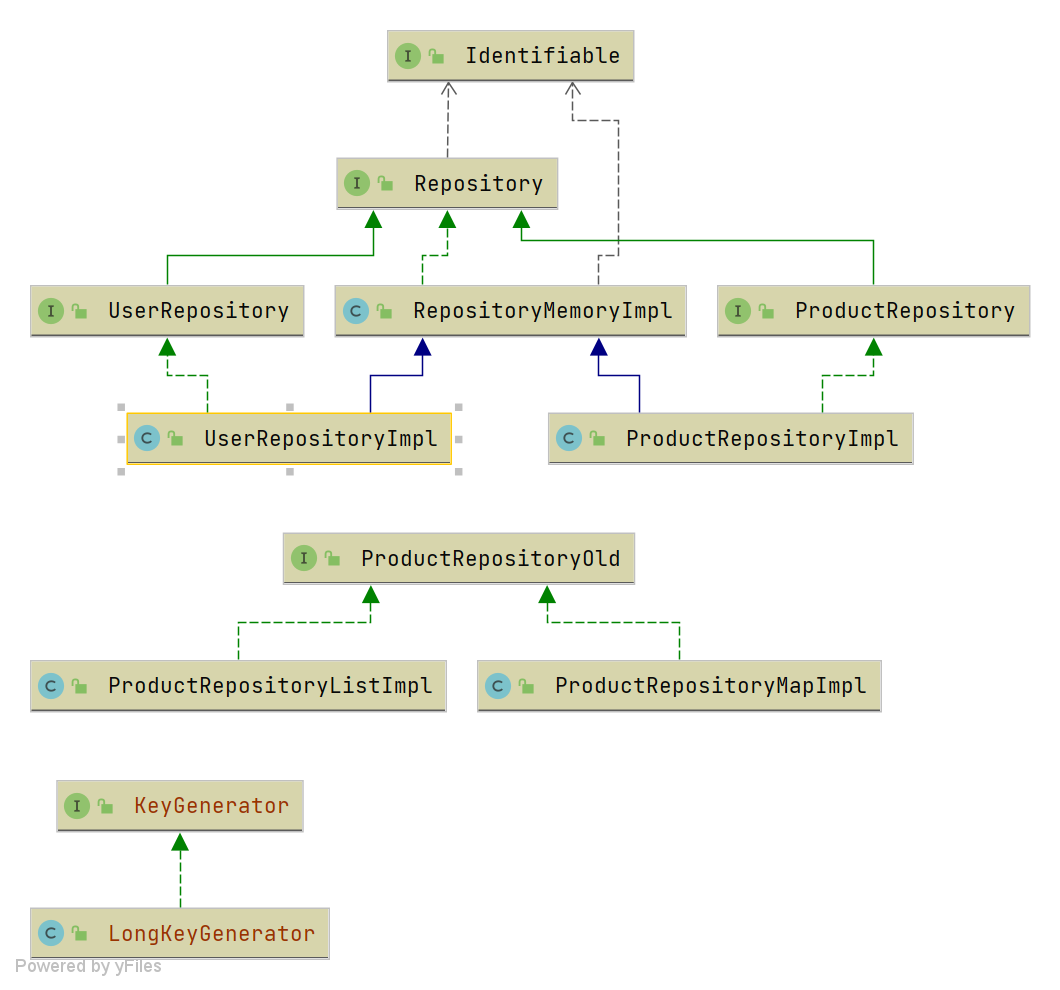 Identifiable
Repository
UserRepository
RepositoryMemoryImpl
ProductRepository
UserRepositoryImpl
ProductRepositoryImpl
ProductRepositoryOld
ProductRepositoryListImpl
ProductRepositoryMapImpl
KeyGenerator
LongKeyGenerator
Powered by yFiles